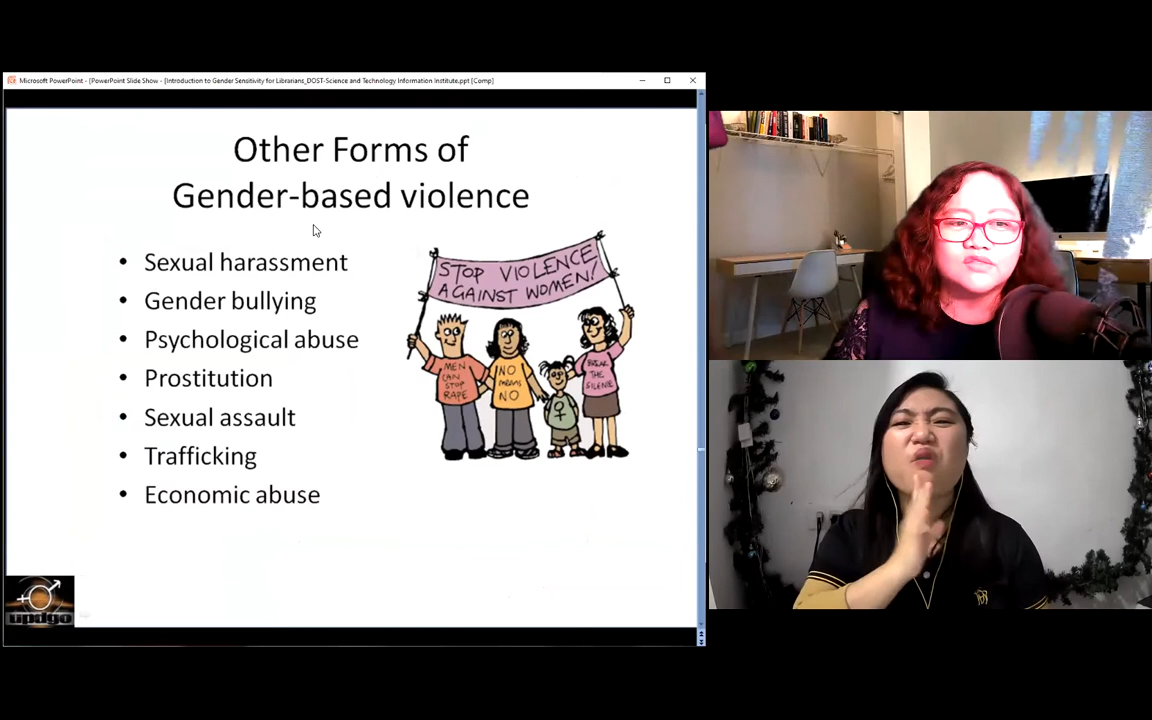 Microsoft PowerPoint - [PowerPoint Slide Show - [Introduction to Gender Sensitivity for Librarians_DOST-Science and Technology Information Institute.ppt [Comp]
Other Forms of
Gender-based violence
• Sexual harassment
• Gender bullying
• Psychological abuse
• Prostitution
• Sexual assault
• Trafficking
• Economic abuse
STOP VIOLENCE
AGAINST WOMEN!
MEN
CAN
STOP
RAPE
NO
MEANS
NO
BREAK
THE
SILENCE
updgo